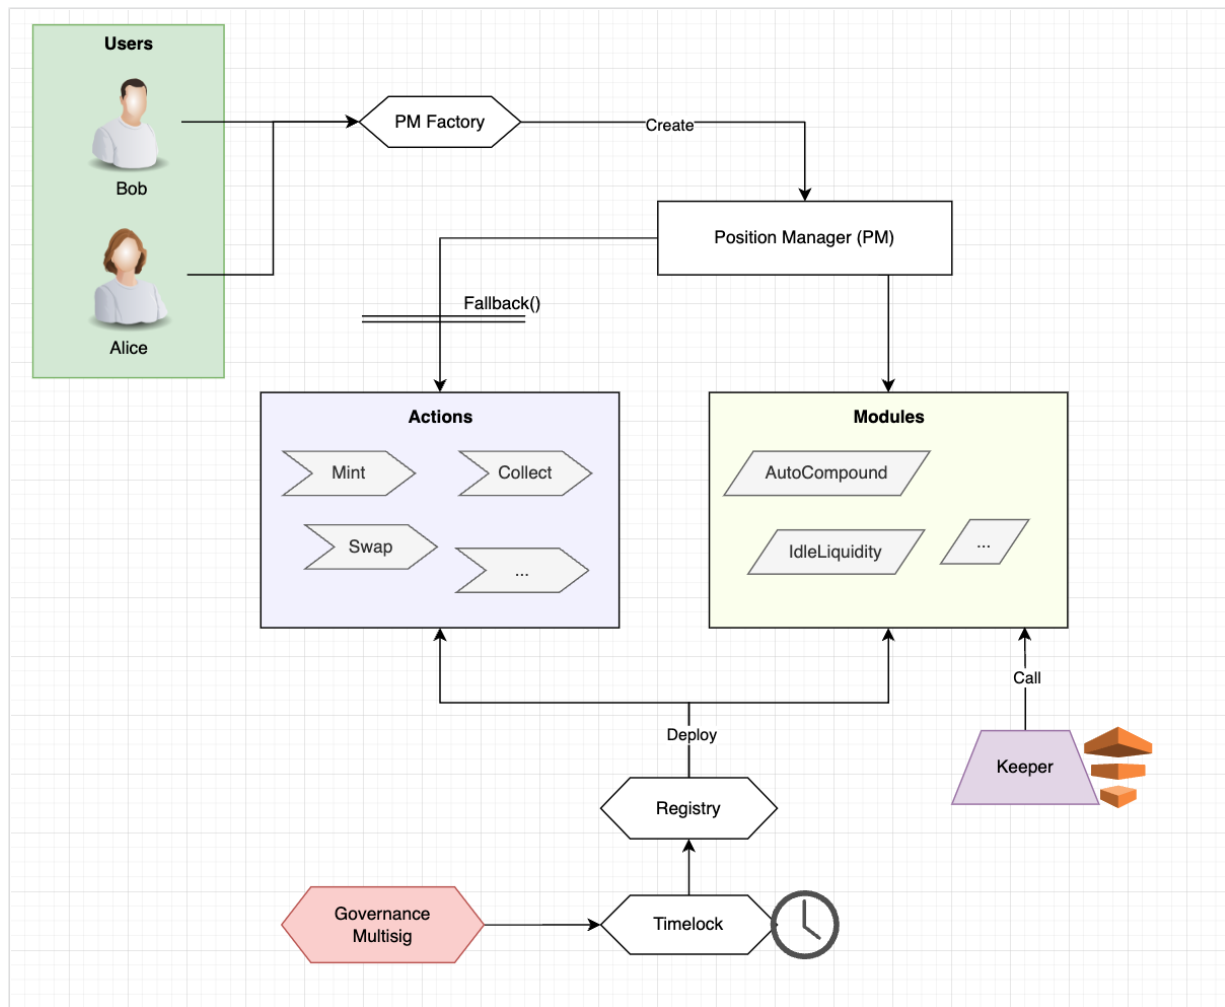 Users
Bob
Alice
PM Factory
Create
Position Manager (PM)
Fallback()
Actions
Mint
Collect
Swap
...
Modules
AutoCompound
IdleLiquidity
...
Call
Keeper
Deploy
Registry
Governance
Multisig
Timelock